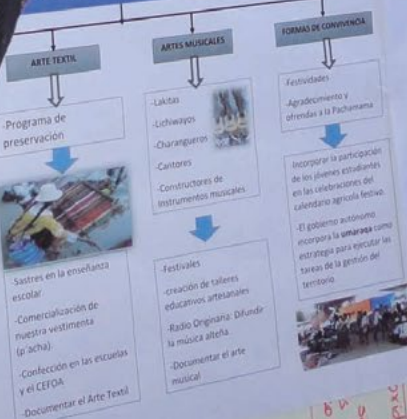 ARTE TEXTIL
-Programa de
preservación
-Sastres en la enseñanza
escolar
-Comercialización de
nuestra vestimenta
(p'acha).
-Confección en las escuelas
y el CEFOA
-Documentar el Arte Textil
ARTES MUSICALES
-Lakitas
-Lichiwayos
-Charangueros
-Cantores
-Constructores de
instrumentos musicales
-Festivales
-creación de talleres
educativos artesanales
-Radio Originaria: Difundir
la música alteña
-Documentar el arte
musical
FORMAS DE CONVIVENCIA
-Festividades
-Agradecimiento y
ofrendas a la Pachamama
-Incorporar la participación
de los jóvenes estudiantes
en las celebraciones del
calendario agrícola festivo.
-El gobierno autónomo
incorpora la umaraqa como
estrategia para ejecutar las
tareas de la gestión del
territorio.